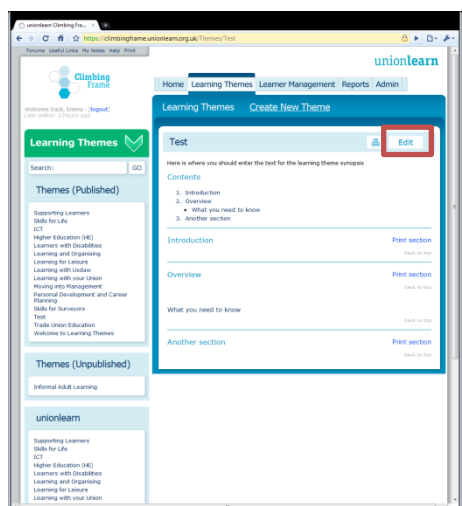 unionlearn Climbing Fra...
https://climbingframe.unionlearn.org.uk/Themes/Test
Forums Useful Links My Notes Help Print
unionlearn
Climbing
Frame
Home Learning Themes Learner Management Reports Admin
Welcome back, Emma - (logout)
Last online: 2 hours ago
Learning Themes Create New Theme
Learning Themes
Search: GO
Themes (Published)
Supporting Learners
Skills for Life
ICT
Higher Education (HE)
Learners with Disabilities
Learning and Organising
Learning for Leisure
Learning with Usdaw
Learning with your Union
Moving into Management
Personal Development and Career
Planning
Skills for Surveyors
Test
Trade Union Education
Welcome to Learning Themes
Themes (Unpublished)
Informal Adult Learning
unionlearn
Supporting Learners
Skills for Life
ICT
Higher Education (HE)
Learners with Disabilities
Learning and Organising
Learning for Leisure
Learning with your Union
Test Edit
Here is where you should enter the text for the learning theme synopsis
Contents
1. Introduction
2. Overview
• What you need to know
3. Another section
Introduction Print section
back to top
Overview Print section
back to top
What you need to know
back to top
Another section Print section
back to top